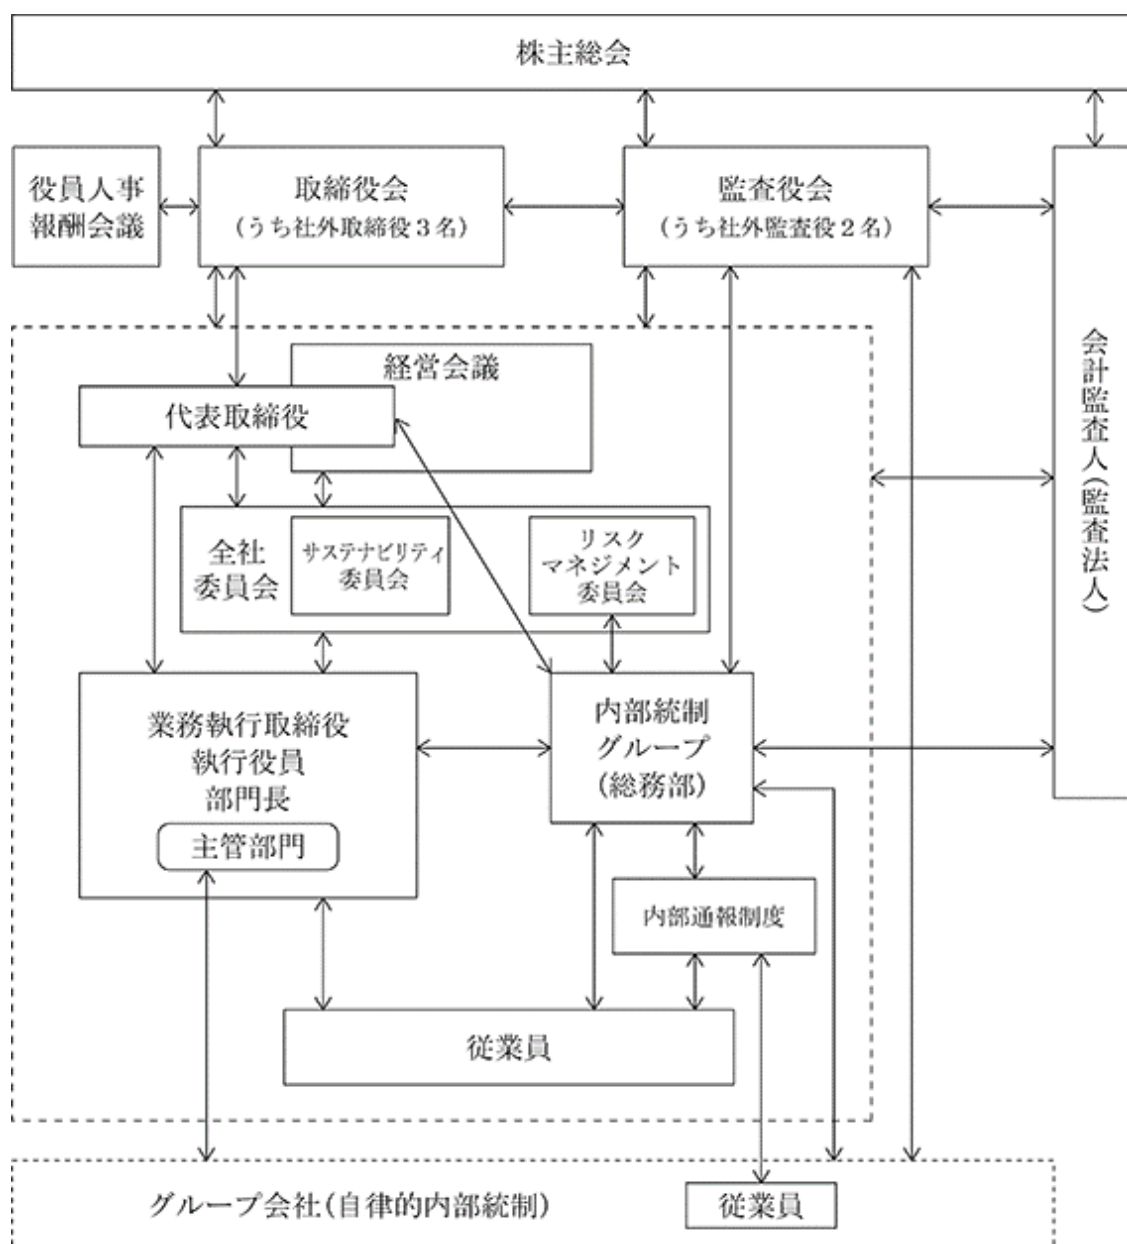 株主総会
役員人事
報酬会議
取締役会
(うち社外取締役3名)
監査役会
(うち社外監査役2名)
会計監査人(監査法人)
経営会議
代表取締役
全社
委員会
サステナビリティ
委員会
リスク
マネジメント
委員会
業務執行取締役
執行役員
部門長
主管部門
内部統制
グループ
(総務部)
内部通報制度
従業員
グループ会社(自律的内部統制)
従業員